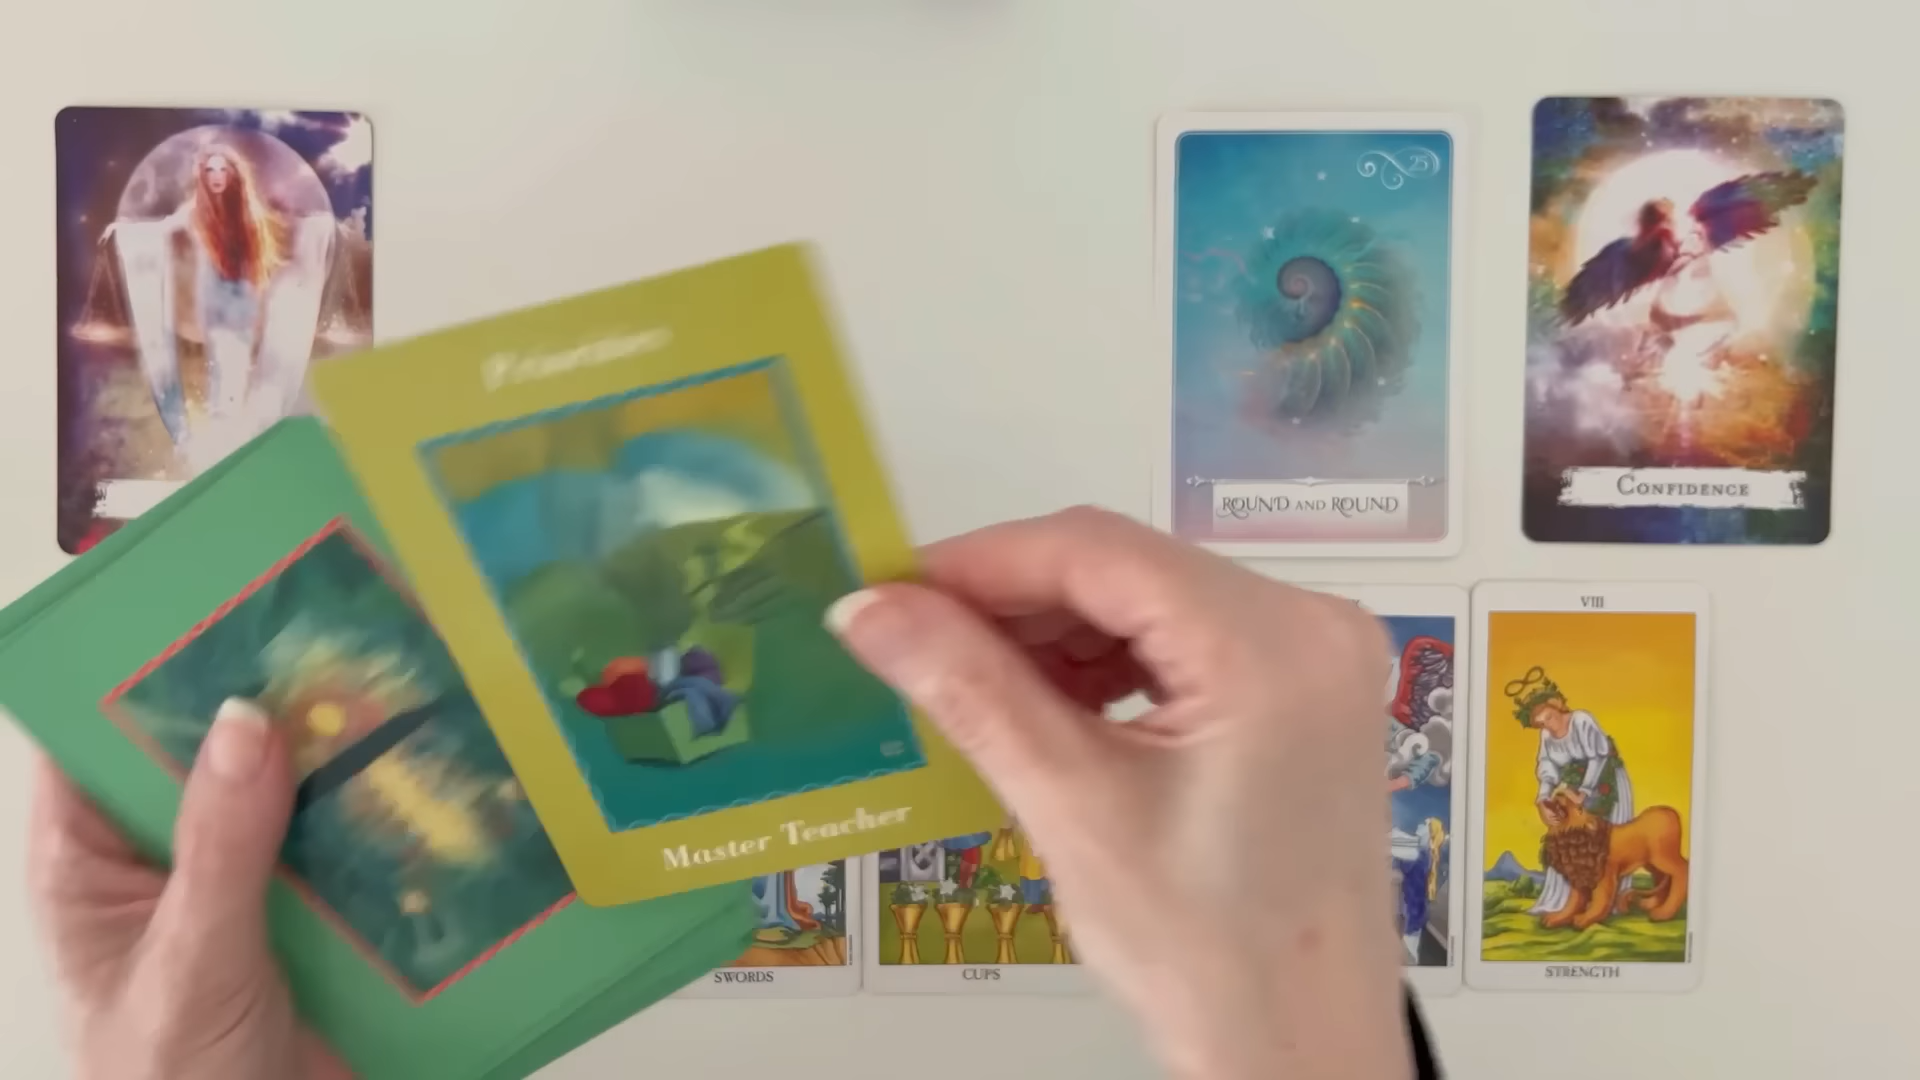 25
ROUND AND ROUND
CONFIDENCE
Master Teacher
VIII
SWORDS
CUPS
STRENGTH